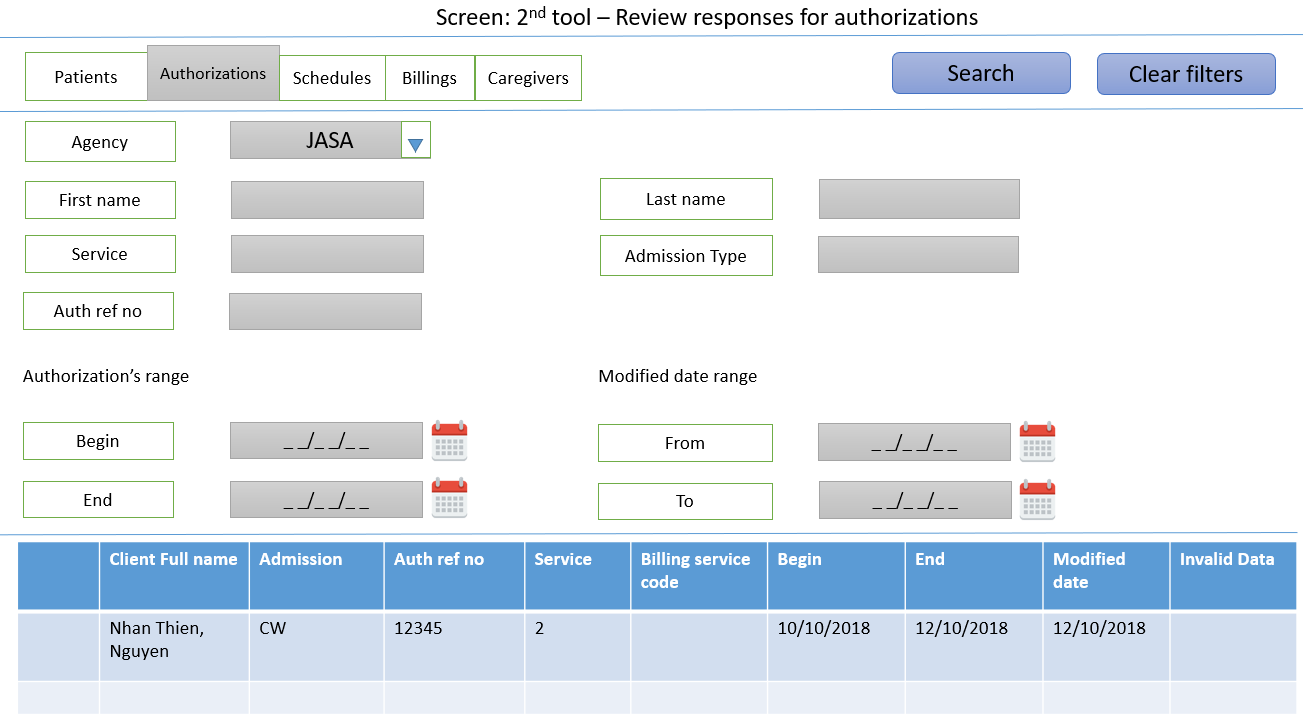 Screen: 2nd tool – Review responses for authorizations
Patients
Authorizations
Schedules
Billings
Caregivers
Search
Clear filters
Agency
JASA
First name
Last name
Service
Admission Type
Auth ref no
Authorization’s range
Modified date range
Begin
_ _/_ _/_ _
From
_ _/_ _/_ _
End
_ _/_ _/_ _
To
_ _/_ _/_ _
Client Full name
Admission
Auth ref no
Service
Billing service
code
Begin
End
Modified
date
Invalid Data
Nhan Thien,
Nguyen
CW
12345
2
10/10/2018
12/10/2018
12/10/2018